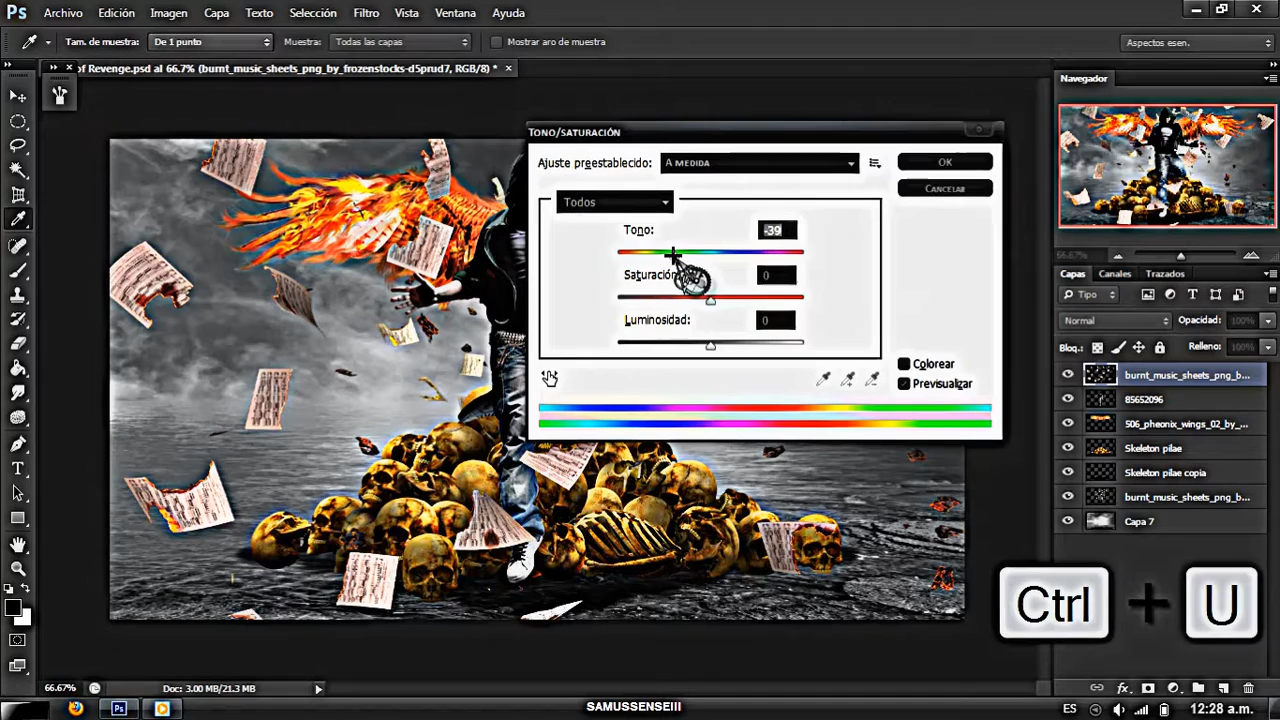 Ps Archivo Edición Imagen Capa Texto Selección Filtro Vista Ventana Ayuda
Tam. de muestra: De 1 punto Muestra: Todas las capas Mostrar aro de muestra Aspectos esen.
of Revenge.psd al 66.7% (burnt_music_sheets_png_by_frozenstocks-d5prud7, RGB/8) *
Navegador
TONO/SATURACIÓN
Ajuste preestablecido: A MEDIDA
OK
CANCELAR
Todos
Tono: -39
Saturación: 0
Luminosidad: 0
Colorear
Previsualizar
66.67%
Capas Canales Trazados
Tipo
Normal Opacidad: 100%
Bloq.: Relleno: 100%
burnt_music_sheets_png_b...
85652096
506_pheonix_wings_02_by_...
Skeleton pilae
Skeleton pilae copia
burnt_music_sheets_png_b...
Capa 7
Ctrl + U
66.67% Doc: 3.00 MB/21.3 MB
fx
Ps SAMUSSENSEIII ES 12:28 a.m.